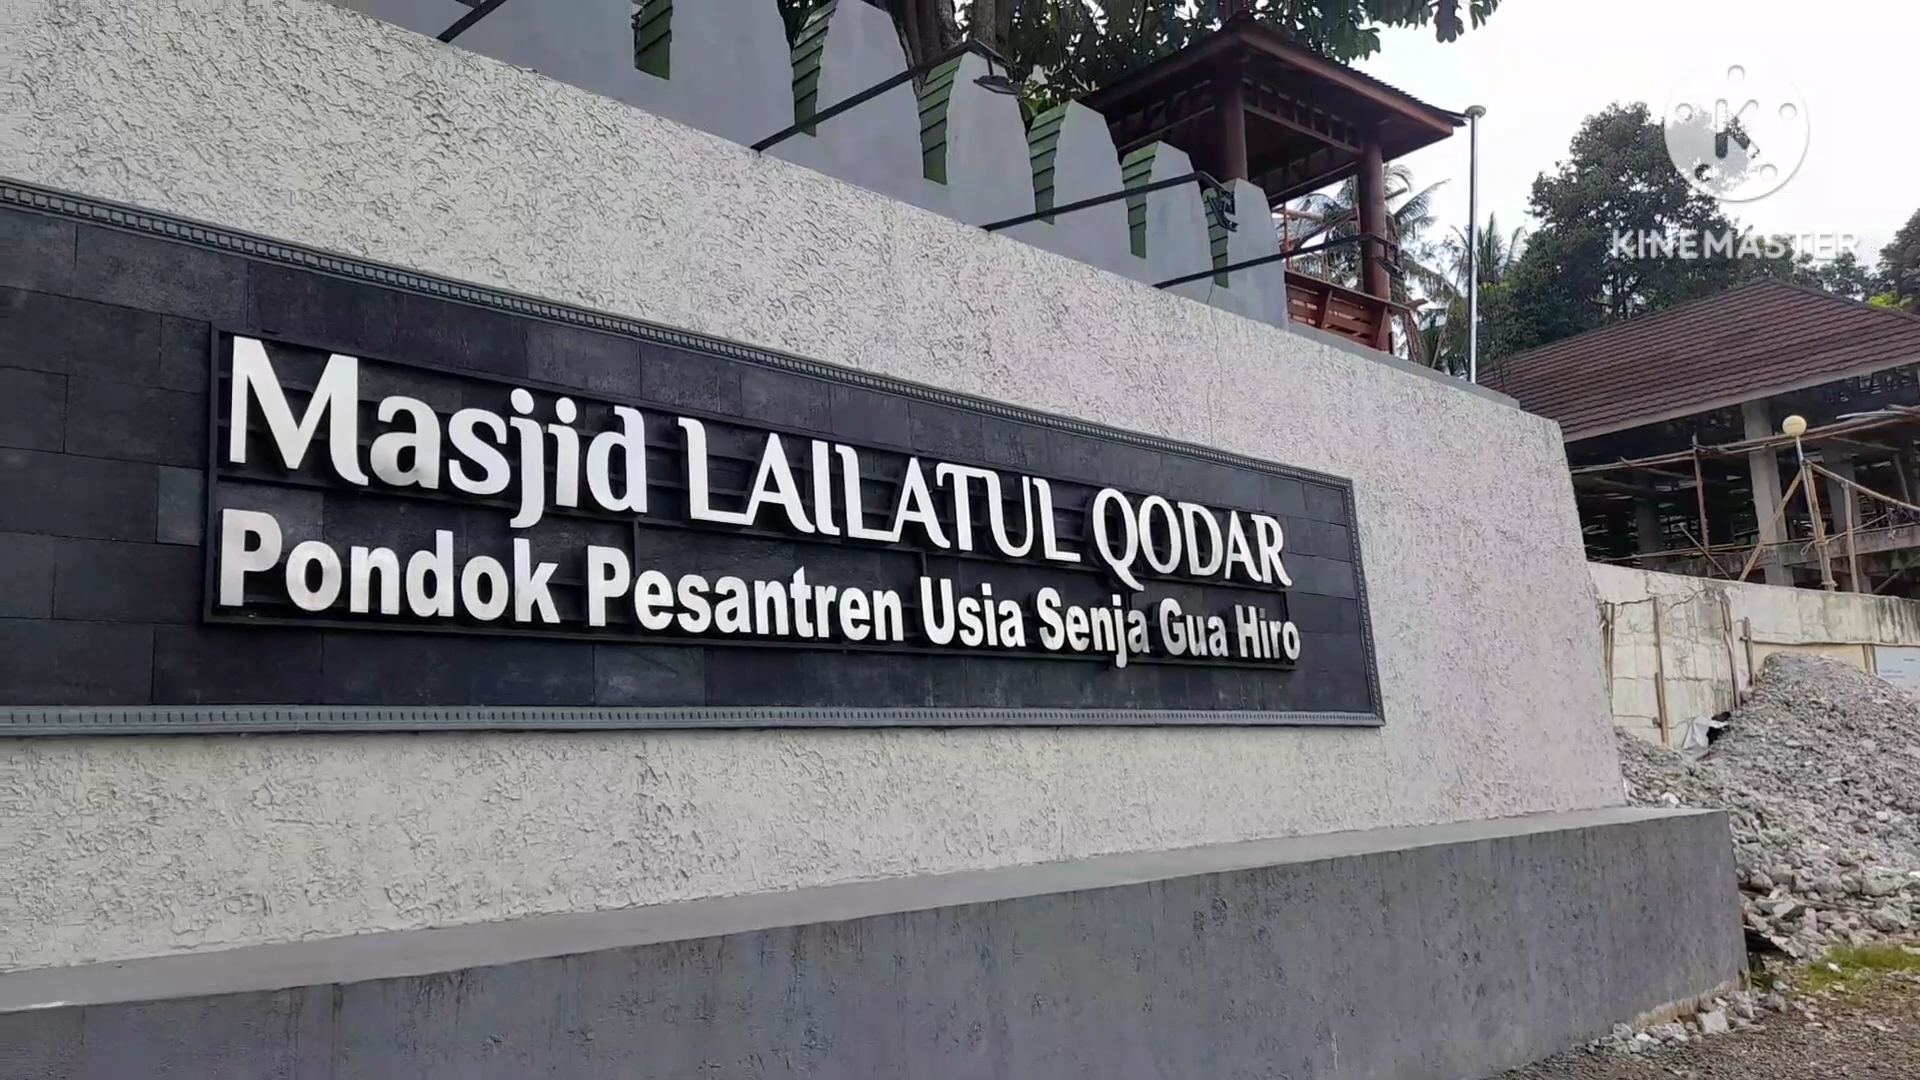 Masjid LAILATUL QODAR
Pondok Pesantren Usia Senja Gua Hiro
K
KINEMASTER